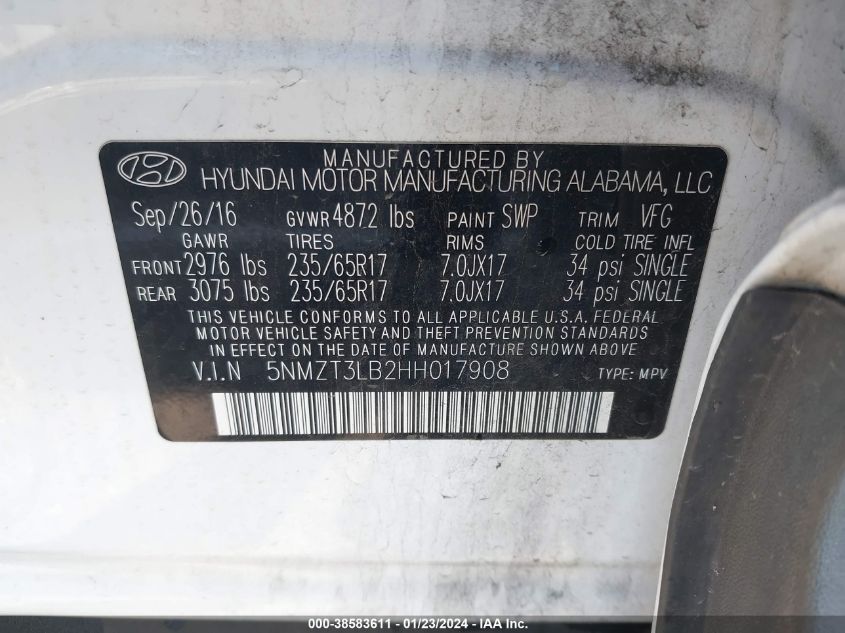 MANUFACTURED BY
HYUNDAI MOTOR MANUFACTURING ALABAMA, LLC
Sep/26/16 GVWR 4872 lbs PAINT SWP TRIM VFG
GAWR TIRES RIMS COLD TIRE INFL
FRONT 2976 lbs 235/65R17 7.0JX17 34 psi SINGLE
REAR 3075 lbs 235/65R17 7.0JX17 34 psi SINGLE
THIS VEHICLE CONFORMS TO ALL APPLICABLE U.S.A. FEDERAL
MOTOR VEHICLE SAFETY AND THEFT PREVENTION STANDARDS
IN EFFECT ON THE DATE OF MANUFACTURE SHOWN ABOVE.
V.I.N 5NMZT3LB2HH017908 TYPE: MPV
000-38583611 - 01/23/2024 - www.iaai.com - Copyright IAA, Inc.